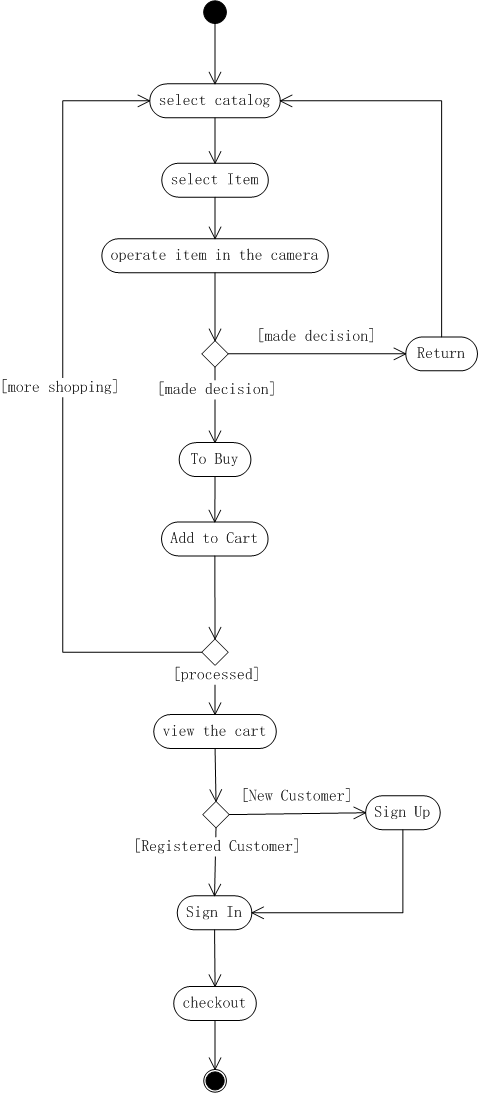 select catalog
select Item
operate item in the camera
[made decision]
Return
[more shopping]
[made decision]
To Buy
Add to Cart
[processed]
view the cart
[New Customer]
Sign Up
[Registered Customer]
Sign In
checkout